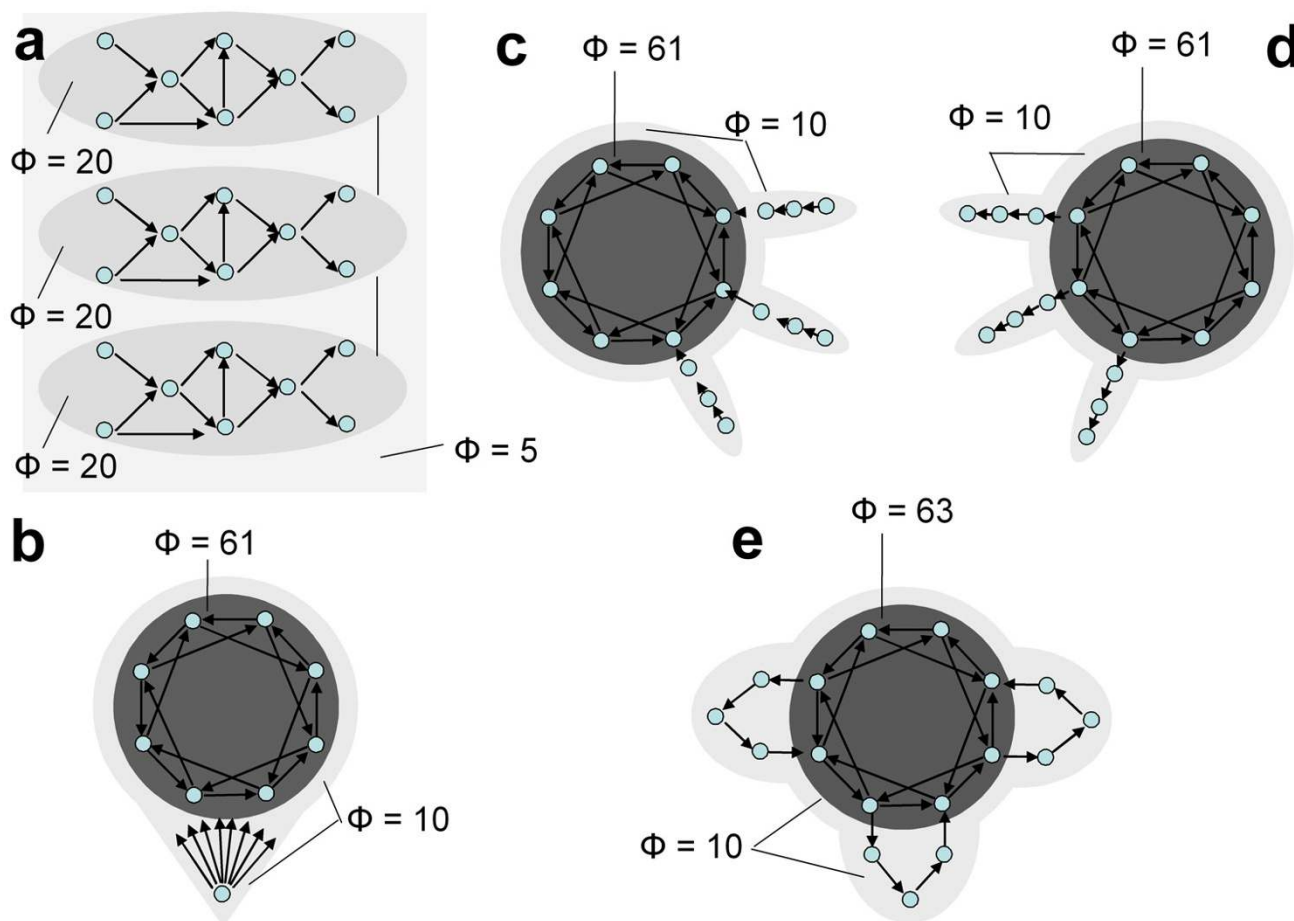 a
Φ = 20
Φ = 20
Φ = 20
Φ = 5
b
Φ = 61
Φ = 10
c
Φ = 61
Φ = 10
d
Φ = 61
Φ = 10
e
Φ = 63
Φ = 10